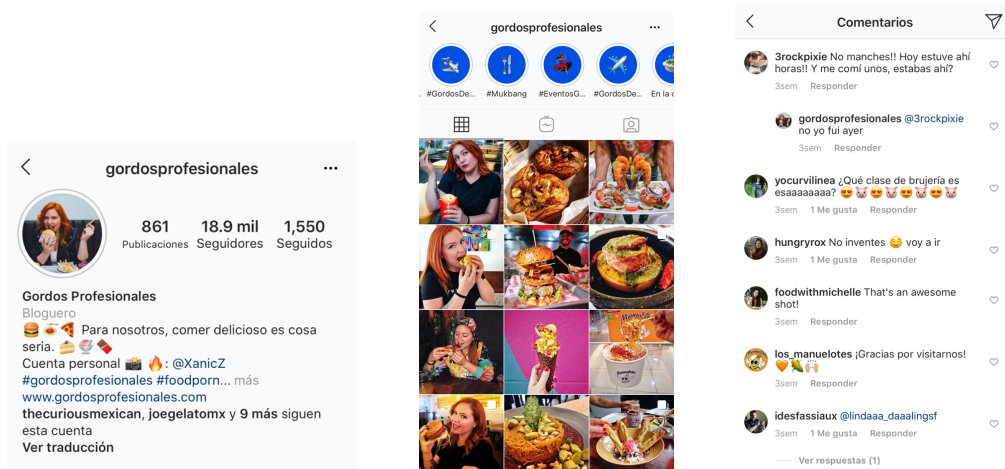 gordosprofesionales
861
18.9 mil
1,550
Publicaciones
Seguidores
Seguidos
Gordos Profesionales
Bloguero
🍔🍜🍕 Para nosotros, comer delicioso es cosa
seria. 🍰🍨🍫
Cuenta personal 📸 🔥: @XanicZ
#gordosprofesionales #foodporn... más
www.gordosprofesionales.com
thecuriousmexican, joegelatomx y 9 más siguen
esta cuenta
Ver traducción
gordosprofesionales
#GordosDe...
#Mukbang
#EventosG...
#GordosDe...
En la c
Comentarios
3rockpixie No manches!! Hoy estuve ahí
horas!! Y me comí unos, estabas ahí?
3sem Responder
gordosprofesionales @3rockpixie
no yo fui ayer
3sem Responder
yocurvilinea ¿Qué clase de brujería es
esaaaaaaaa? 😍🐷😍🐷😍🐷😍🐷
3sem 1 Me gusta Responder
hungryrox No inventes 😋 voy a ir
3sem 1 Me gusta Responder
foodwithmichelle That's an awesome
shot!
3sem Responder
los_manuelotes ¡Gracias por visitarnos!
🧡🌽🙌🏻
3sem Responder
idesfassiaux @lindaaa_daaalingsf
3sem 1 Me gusta Responder
Ver respuestas (1)